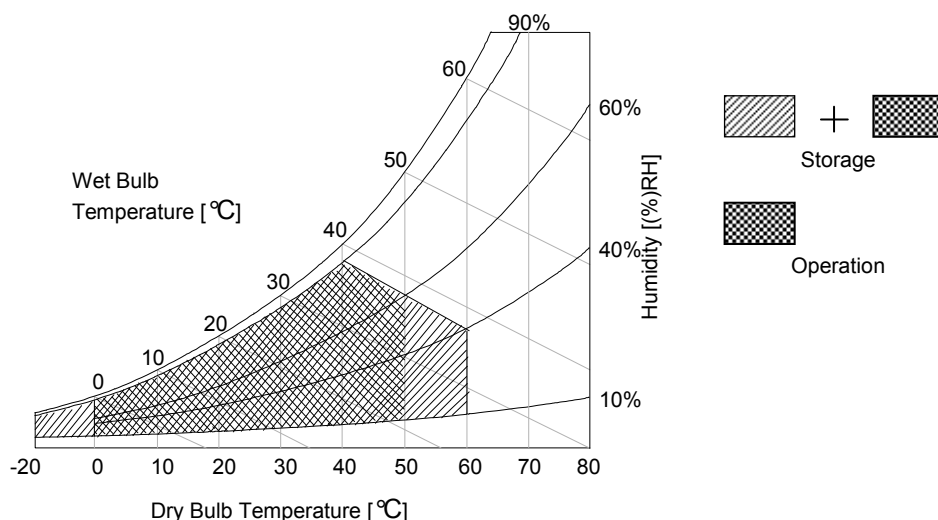 90%
60
60%
50
Wet Bulb
Temperature [℃]
40
40%
30
20
10
0
10%
Humidity [(%)RH]
-20 0 10 20 30 40 50 60 70 80
Dry Bulb Temperature [℃]
+
Storage
Operation